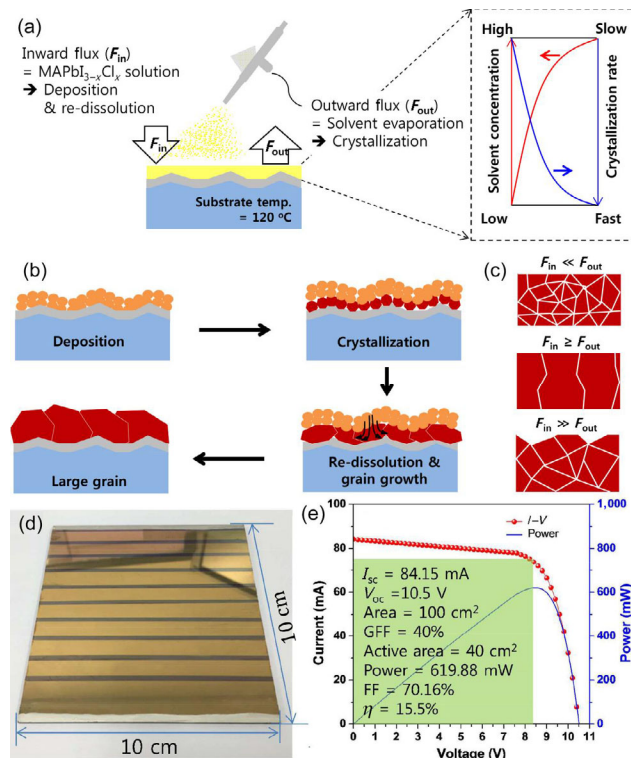 (a)
Inward flux (Fin)
= MAPbI3−xClx solution
➔ Deposition
& re-dissolution
Fin
Outward flux (Fout)
= Solvent evaporation
➔ Crystallization
Fout
Substrate temp.
= 120 ºC
High
Slow
Solvent concentration
Crystallization rate
Low
Fast
(b)
Deposition
Crystallization
Large grain
Re-dissolution &
grain growth
(c)
Fin ≪ Fout
Fin ≥ Fout
Fin ≫ Fout
(d)
10 cm
10 cm
(e)
I–V
Power
Isc = 84.15 mA
Voc =10.5 V
Area = 100 cm2
GFF = 40%
Active area = 40 cm2
Power = 619.88 mW
FF = 70.16%
η = 15.5%
Current (mA)
100
80
60
40
20
0
Power (mW)
1,000
800
600
400
200
0
0 1 2 3 4 5 6 7 8 9 10 11
Voltage (V)